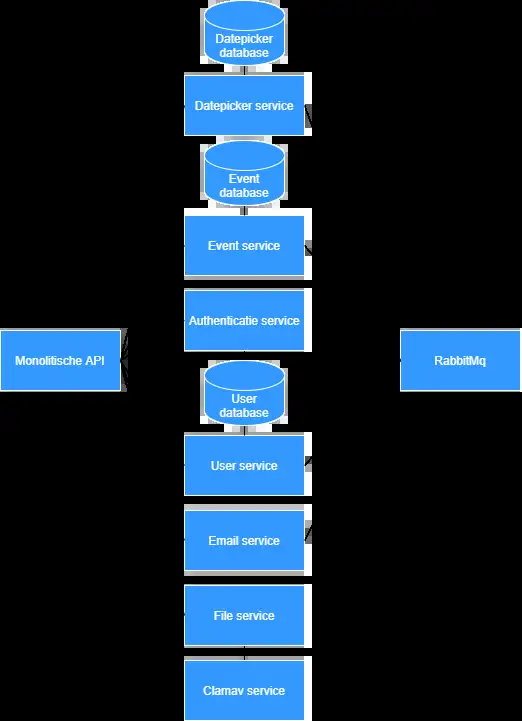 Datepicker
database
Datepicker service
Event
database
Event service
Authenticatie service
Monolitische API
RabbitMq
User
database
User service
Email service
File service
Clamav service